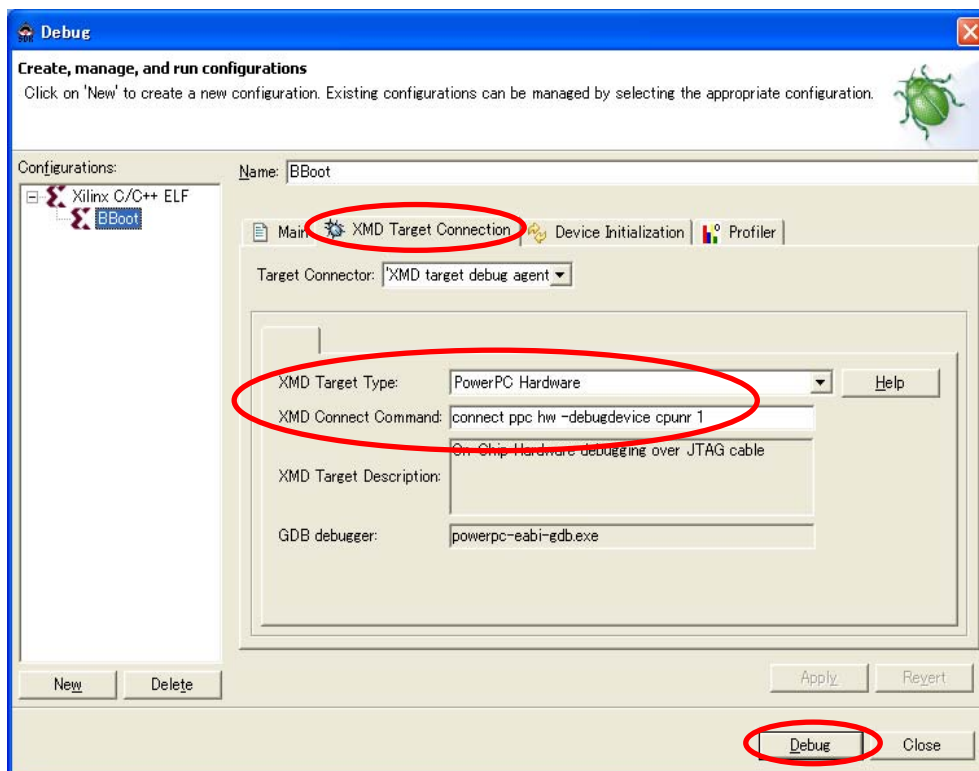 Debug
Create, manage, and run configurations
Click on 'New' to create a new configuration. Existing configurations can be managed by selecting the appropriate configuration.
Configurations:
Name: BBoot
Xilinx C/C++ ELF
BBoot
Main XMD Target Connection Device Initialization Profiler
Target Connector: 'XMD target debug agent
XMD Target Type: PowerPC Hardware Help
XMD Connect Command: connect ppc hw -debugdevice cpunr 1
On-Chip Hardware debugging over JTAG cable
XMD Target Description:
GDB debugger: powerpc-eabi-gdb.exe
New Delete Apply Revert
Debug Close